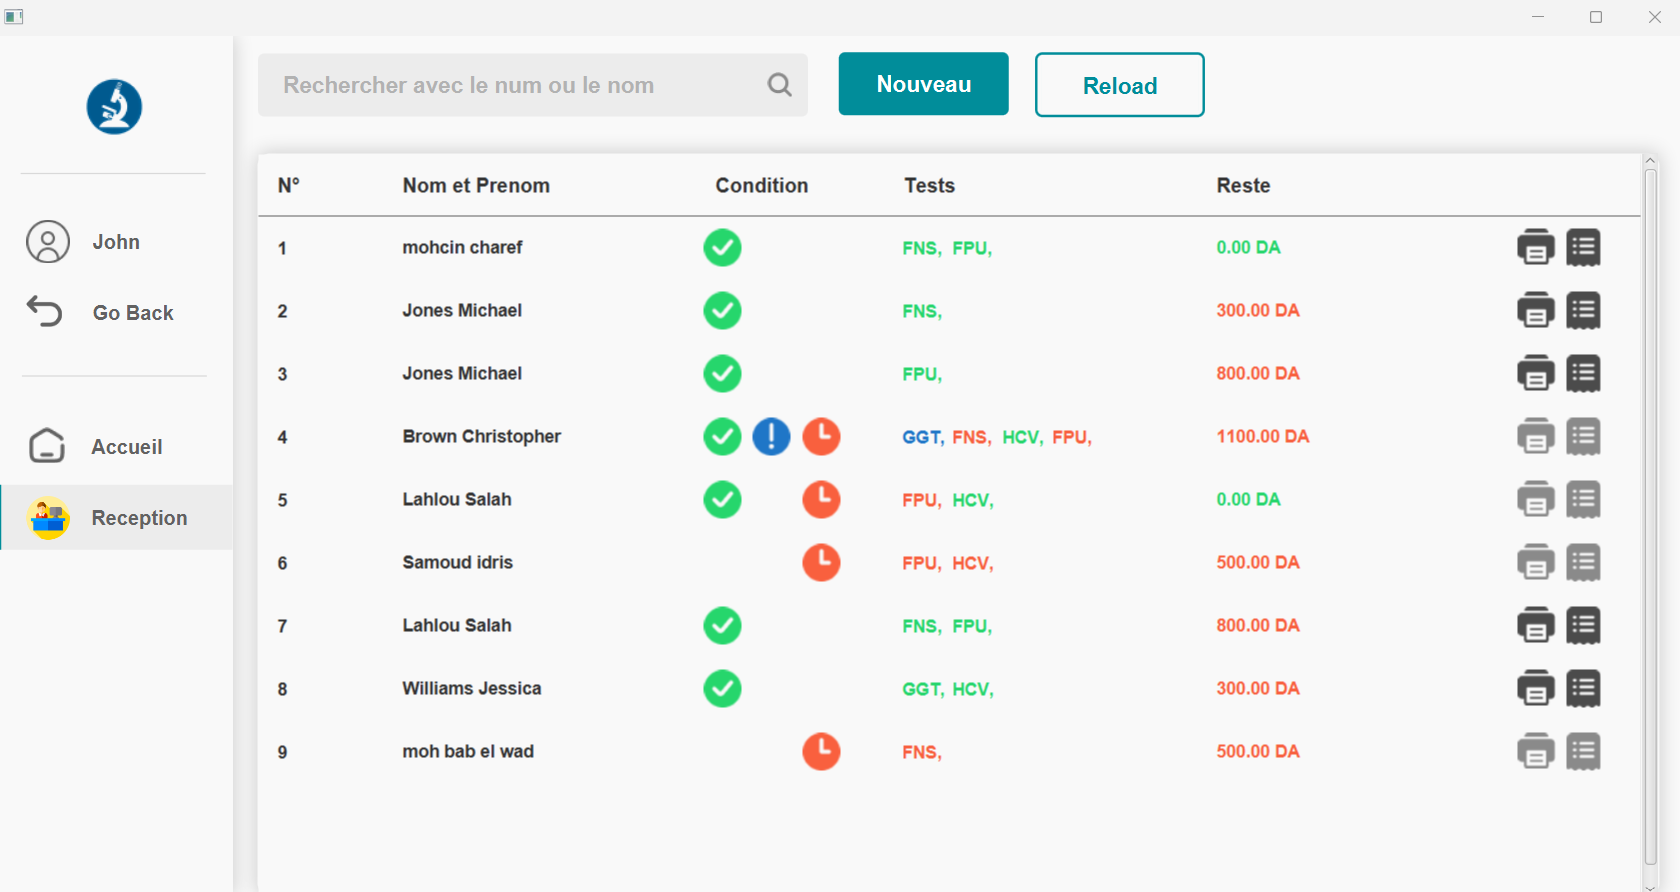 Rechercher avec le num ou le nom
Nouveau
Reload
John
Go Back
Accueil
Reception
N° Nom et Prenom Condition Tests Reste
1 mohcin charef FNS, FPU, 0.00 DA
2 Jones Michael FNS, 300.00 DA
3 Jones Michael FPU, 800.00 DA
4 Brown Christopher GGT, FNS, HCV, FPU, 1100.00 DA
5 Lahlou Salah FPU, HCV, 0.00 DA
6 Samoud idris FPU, HCV, 500.00 DA
7 Lahlou Salah FNS, FPU, 800.00 DA
8 Williams Jessica GGT, HCV, 300.00 DA
9 moh bab el wad FNS, 500.00 DA